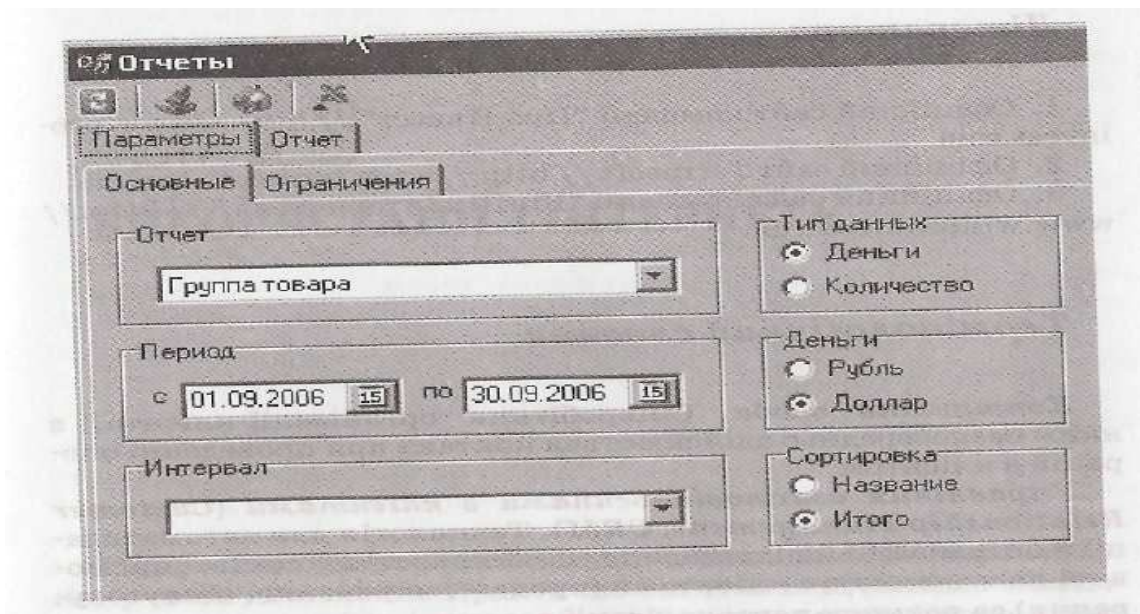 Отчеты
Параметры Отчет
Основные Ограничения
Отчет
Группа товара
Период
с 01.09.2006 15 по 30.09.2006 15
Интервал
Тип данных
Деньги
Количество
Деньги
Рубль
Доллар
Сортировка
Название
Итого